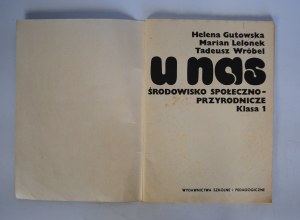 Helena Gutowska
Marian Lelonek
Tadeusz Wróbel
u nas
ŚRODOWISKO SPOŁECZNO-
PRZYRODNICZE
Klasa 1
WYDAWNICTWA SZKOLNE I PEDAGOGICZNE